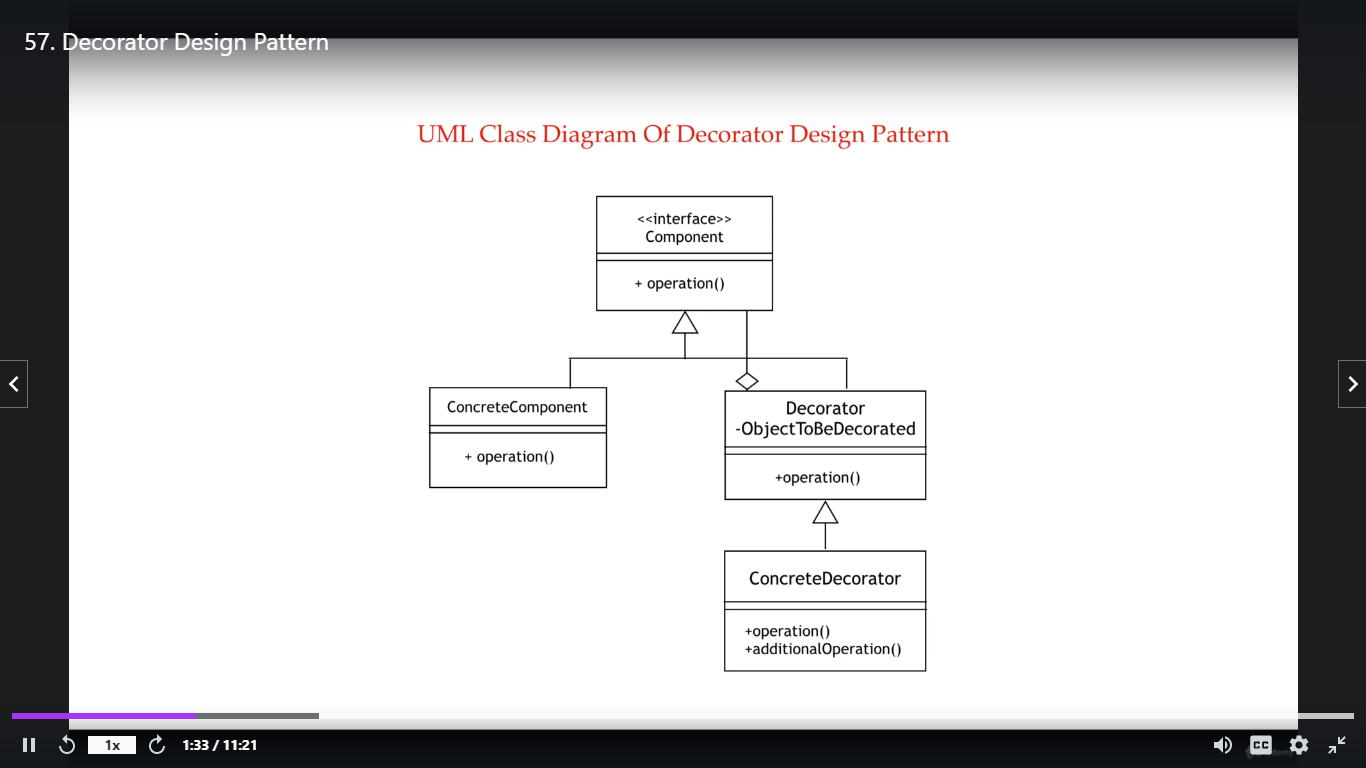 57. Decorator Design Pattern
UML Class Diagram Of Decorator Design Pattern
<<interface>>
Component
+ operation()
ConcreteComponent
+ operation()
Decorator
-ObjectToBeDecorated
+operation()
ConcreteDecorator
+operation()
+additionalOperation()
1x
1:33 / 11:21
CC